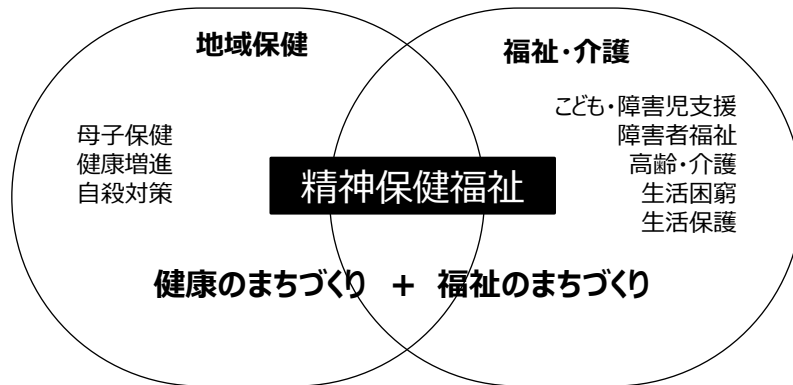 地域保健
福祉・介護
母子保健
健康増進
自殺対策
こども・障害児支援
障害者福祉
高齢・介護
生活困窮
生活保護
精神保健福祉
健康のまちづくり + 福祉のまちづくり